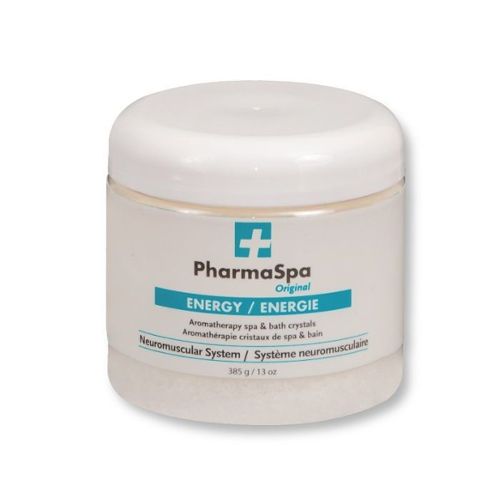 PharmaSpa
Original
ENERGY / ENERGIE
Aromatherapy spa & bath crystals
Aromathérapie cristaux de spa & bain
Neuromuscular System / Système neuromusculaire
385 g / 13 oz